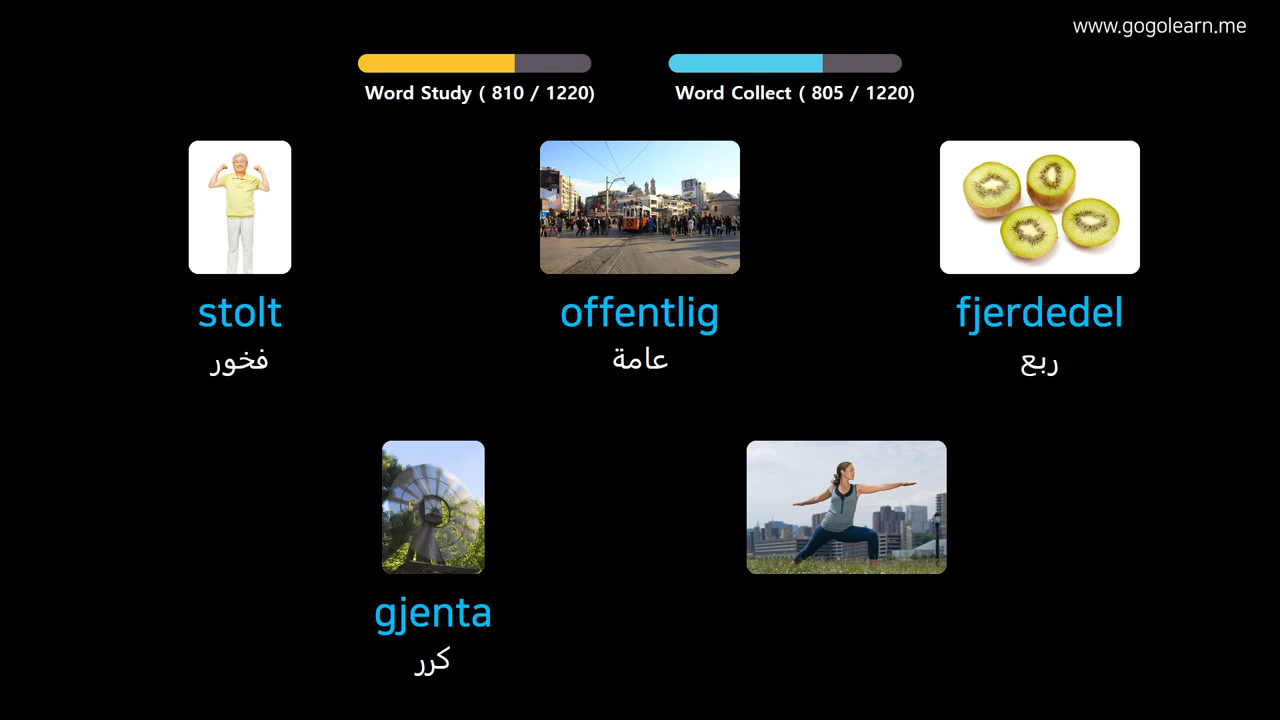 www.gogolearn.me
Word Study ( 810 / 1220)
Word Collect ( 805 / 1220)
stolt
فخور
offentlig
عامة
fjerdedel
ربع
gjenta
كرر